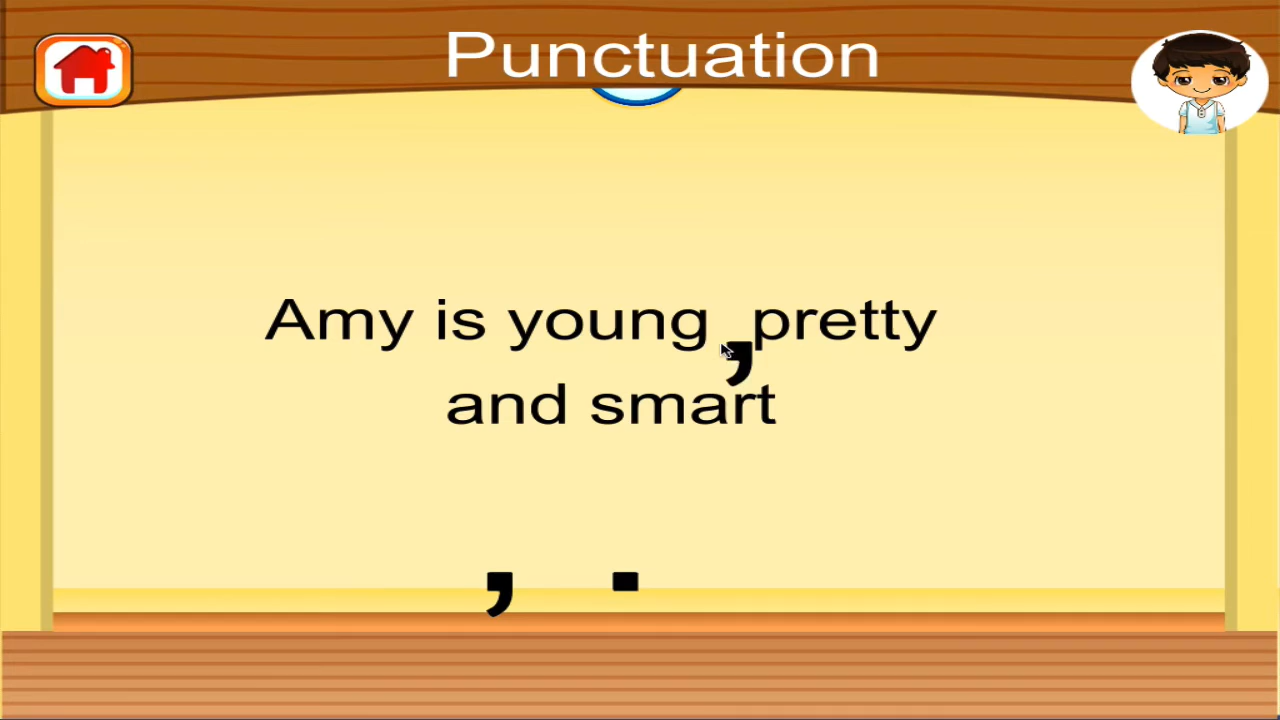 Punctuation
Amy is young , pretty
and smart
, .